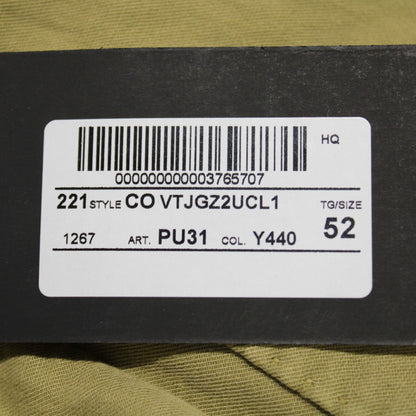 HQ
000000000003765707
221 STYLE CO VTJGZ2UCL1 TG/SIZE
1267 ART. PU31 COL. Y440 52